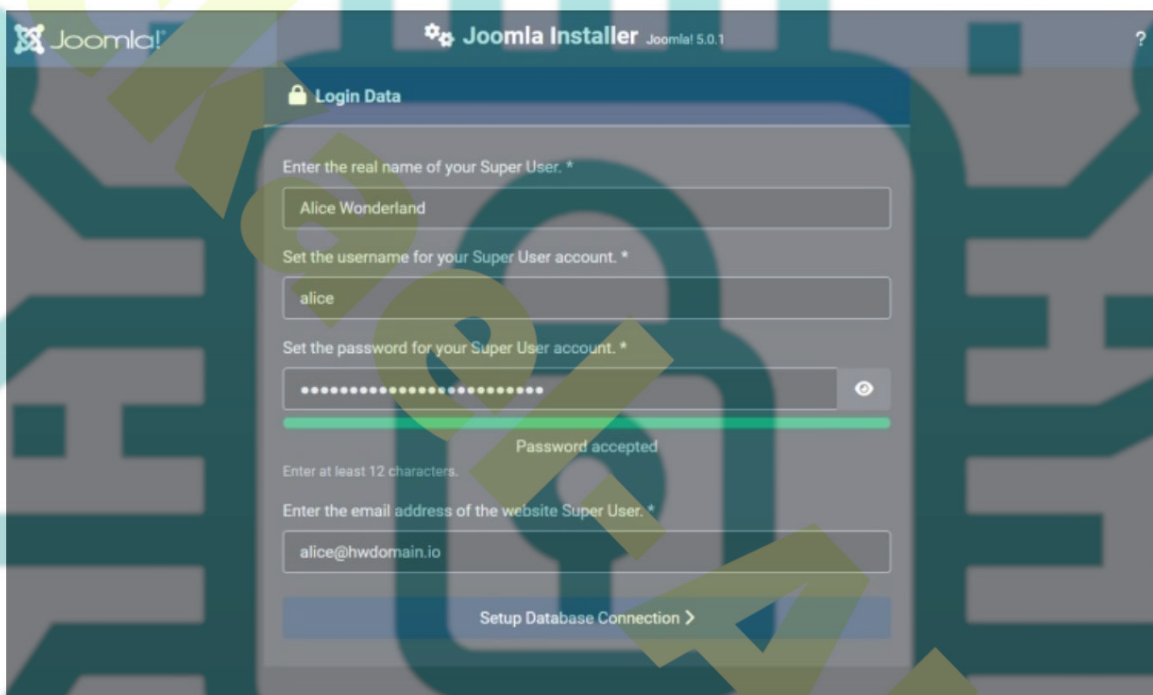 Joomla!
Joomla Installer Joomla! 5.0.1
?
Login Data
Enter the real name of your Super User. *
Alice Wonderland
Set the username for your Super User account. *
alice
Set the password for your Super User account. *
•••••••••••••••••••••••••
Password accepted
Enter at least 12 characters.
Enter the email address of the website Super User. *
alice@hwdomain.io
Setup Database Connection